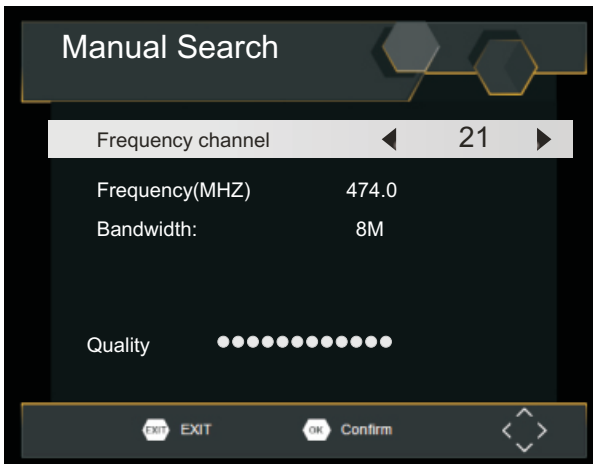 Manual Search
Frequency channel 21
Frequency(MHZ) 474.0
Bandwidth: 8M
Quality
EXIT EXIT OK Confirm